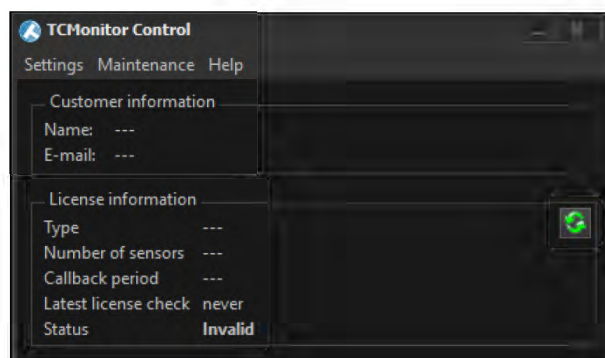 TCMonitor Control
Settings Maintenance Help
Customer information
Name: ---
E-mail: ---
License information
Type ---
Number of sensors ---
Callback period ---
Latest license check never
Status Invalid